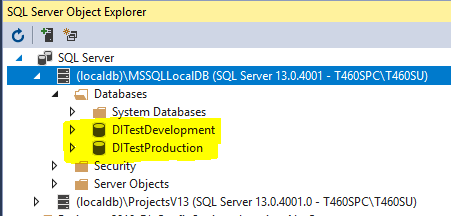 SQL Server Object Explorer
SQL Server
(localdb)\MSSQLLocalDB (SQL Server 13.0.4001 - T460SPC\T460SU)
Databases
System Databases
DITestDevelopment
DITestProduction
Security
Server Objects
(localdb)\ProjectsV13 (SQL Server 13.0.4001.0 - T460SPC\T460SU)